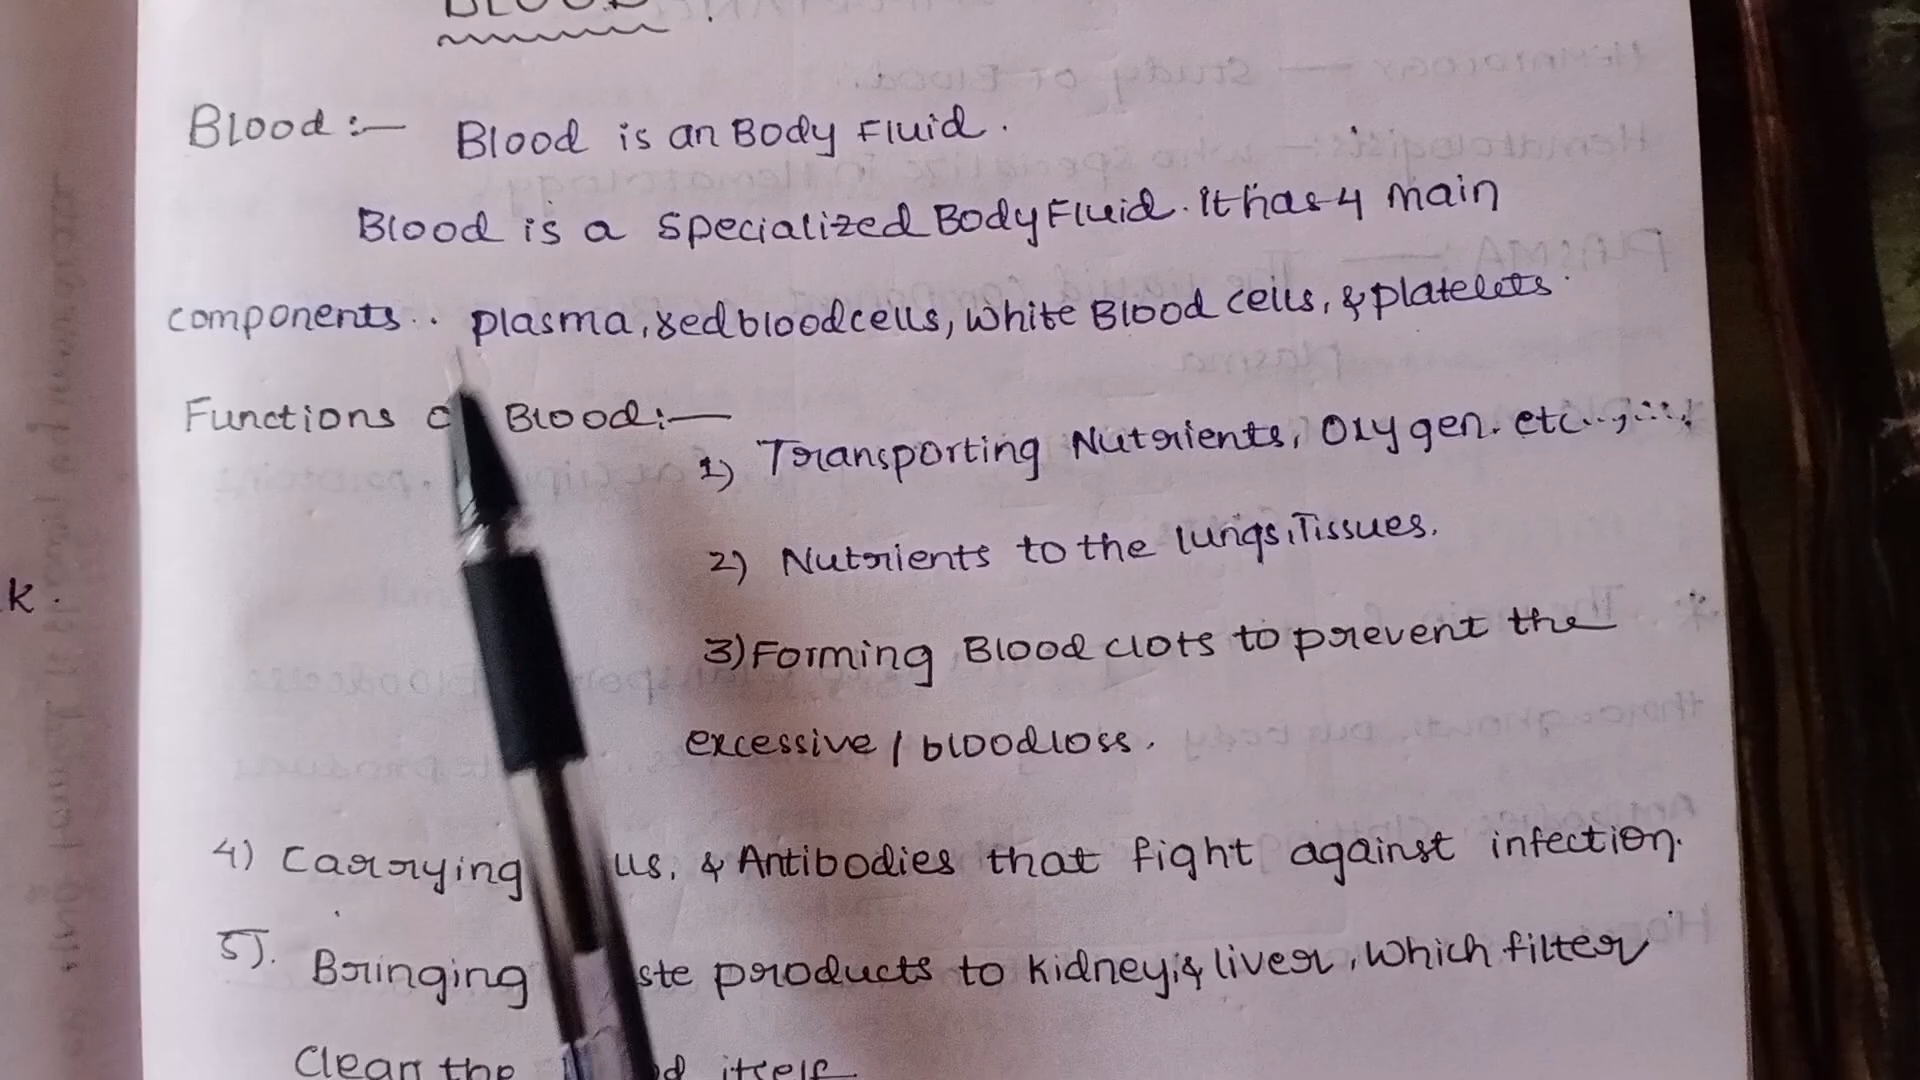 BLOOD
Blood :- Blood is an Body Fluid.
Blood is a specialized Body Fluid. It has 4 main
components.. plasma, red blood cells, White Blood cells, & platelets.
Functions Blood:-
1) Transporting Nutrients, Oxygen. etc..,
2) Nutrients to the lungs, Tissues.
3) Forming Blood clots to prevent the
excessive / bloodloss.
4) Carrying & Antibodies that fight against infection.
5). Bringing products to kidney & liver, which filter
Clean the itself
k.